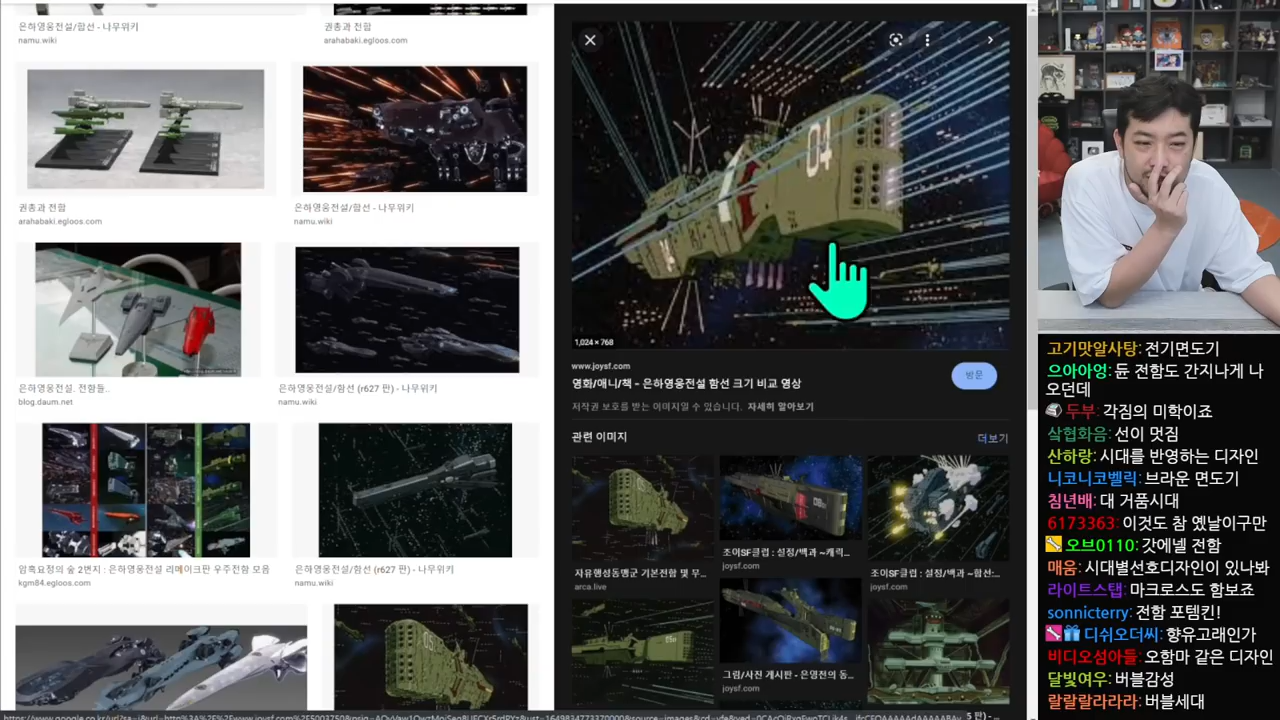 은하영웅전설/함선 - 나무위키
namu.wiki
권총과 전함
arahabaki.egloos.com
권총과 전함
arahabaki.egloos.com
은하영웅전설/함선 - 나무위키
namu.wiki
은하영웅전설. 전함들..
blog.daum.net
은하영웅전설/함선 (r627 판) - 나무위키
namu.wiki
암흑요정의 숲 2번지 : 은하영웅전설 리메이크판 우주전함 모음
kgm84.egloos.com
은하영웅전설/함선 (r627 판) - 나무위키
namu.wiki
04
1,024 × 768
www.joysf.com
영화/애니/책 - 은하영웅전설 함선 크기 비교 영상
방문
저작권 보호를 받는 이미지일 수 있습니다. 자세히 알아보기
관련 이미지
더보기
자유행성동맹군 기본전함 및 무...
arca.live
조이SF클럽 : 설정/백과 ~캐릭...
joysf.com
조이SF클럽 : 설정/백과 ~함선:...
joysf.com
그림/사진 게시판 - 은영전의 동...
joysf.com
고기맛알사탕: 전기면도기
으아아엉: 듄 전함도 간지나게 나
오던데
두부: 각짐의 미학이죠
샄협화음: 선이 멋짐
산하랑: 시대를 반영하는 디자인
니코니코벨릭: 브라운 면도기
침년배: 대 거품시대
6173363: 이것도 참 옛날이구만
오브0110: 갓에넬 전함
매움: 시대별선호디자인이 있나봐
라이트스탭: 마크로스도 함보죠
sonnicterry: 전함 포템킨!
디쉬오더씨: 향유고래인가
비디오섬아들: 오함마 같은 디자인
달빛여우: 버블감성
랄랄랄라라라: 버블세대